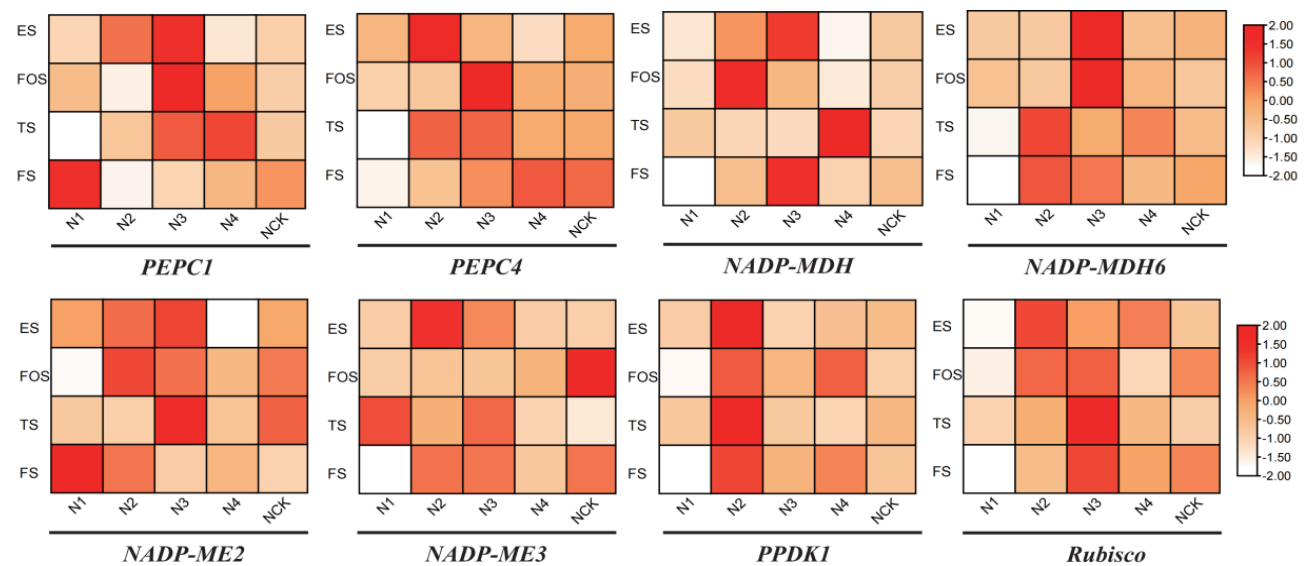 ES
FOS
TS
FS
N1 N2 N3 N4 NCK
PEPC1
ES
FOS
TS
FS
N1 N2 N3 N4 NCK
PEPC4
ES
FOS
TS
FS
N1 N2 N3 N4 NCK
NADP-MDH
ES
FOS
TS
FS
N1 N2 N3 N4 NCK
NADP-MDH6
2.00
1.50
1.00
0.50
0.00
-0.50
-1.00
-1.50
-2.00
ES
FOS
TS
FS
N1 N2 N3 N4 NCK
NADP-ME2
ES
FOS
TS
FS
N1 N2 N3 N4 NCK
NADP-ME3
ES
FOS
TS
FS
N1 N2 N3 N4 NCK
PPDK1
ES
FOS
TS
FS
N1 N2 N3 N4 NCK
Rubisco
2.00
1.50
1.00
0.50
0.00
-0.50
-1.00
-1.50
-2.00